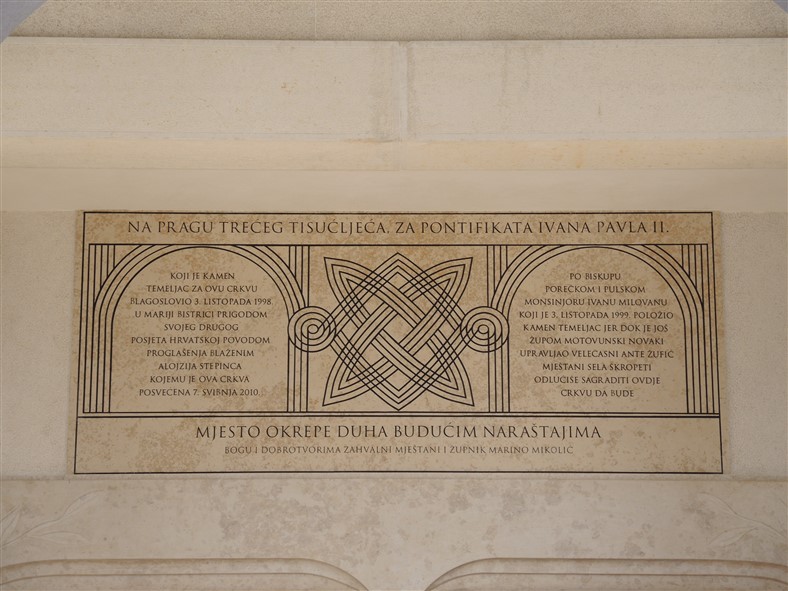 NA PRAGU TREĆEG TISUĆLJEĆA, ZA PONTIFIKATA IVANA PAVLA II.
KOJI JE KAMEN
TEMELJAC ZA OVU CRKVU
BLAGOSLOVIO 3. LISTOPADA 1998.
U MARIJI BISTRICI PRIGODOM
SVOJEG DRUGOG
POSJETA HRVATSKOJ POVODOM
PROGLAŠENJA BLAŽENIM
ALOJZIJA STEPINCA
KOJEMU JE OVA CRKVA
POSVEĆENA 7. SVIBNJA 2010.
PO BISKUPU
POREČKOM I PULSKOM
MONSINJORU IVANU MILOVANU
KOJI JE 3. LISTOPADA 1999. POLOŽIO
KAMEN TEMELJAC JER DOK JE JOŠ
ŽUPOM MOTOVUNSKI NOVAKI
UPRAVLJAO VELEČASNI ANTE ŽUFIĆ
MJEŠTANI SELA ŠKROPETI
ODLUČIŠE SAGRADITI OVDJE
CRKVU DA BUDE
MJESTO OKREPE DUHA BUDUĆIM NARAŠTAJIMA
BOGU I DOBROTVORIMA ZAHVALNI MJEŠTANI I ŽUPNIK MARINO MIKOLIĆ